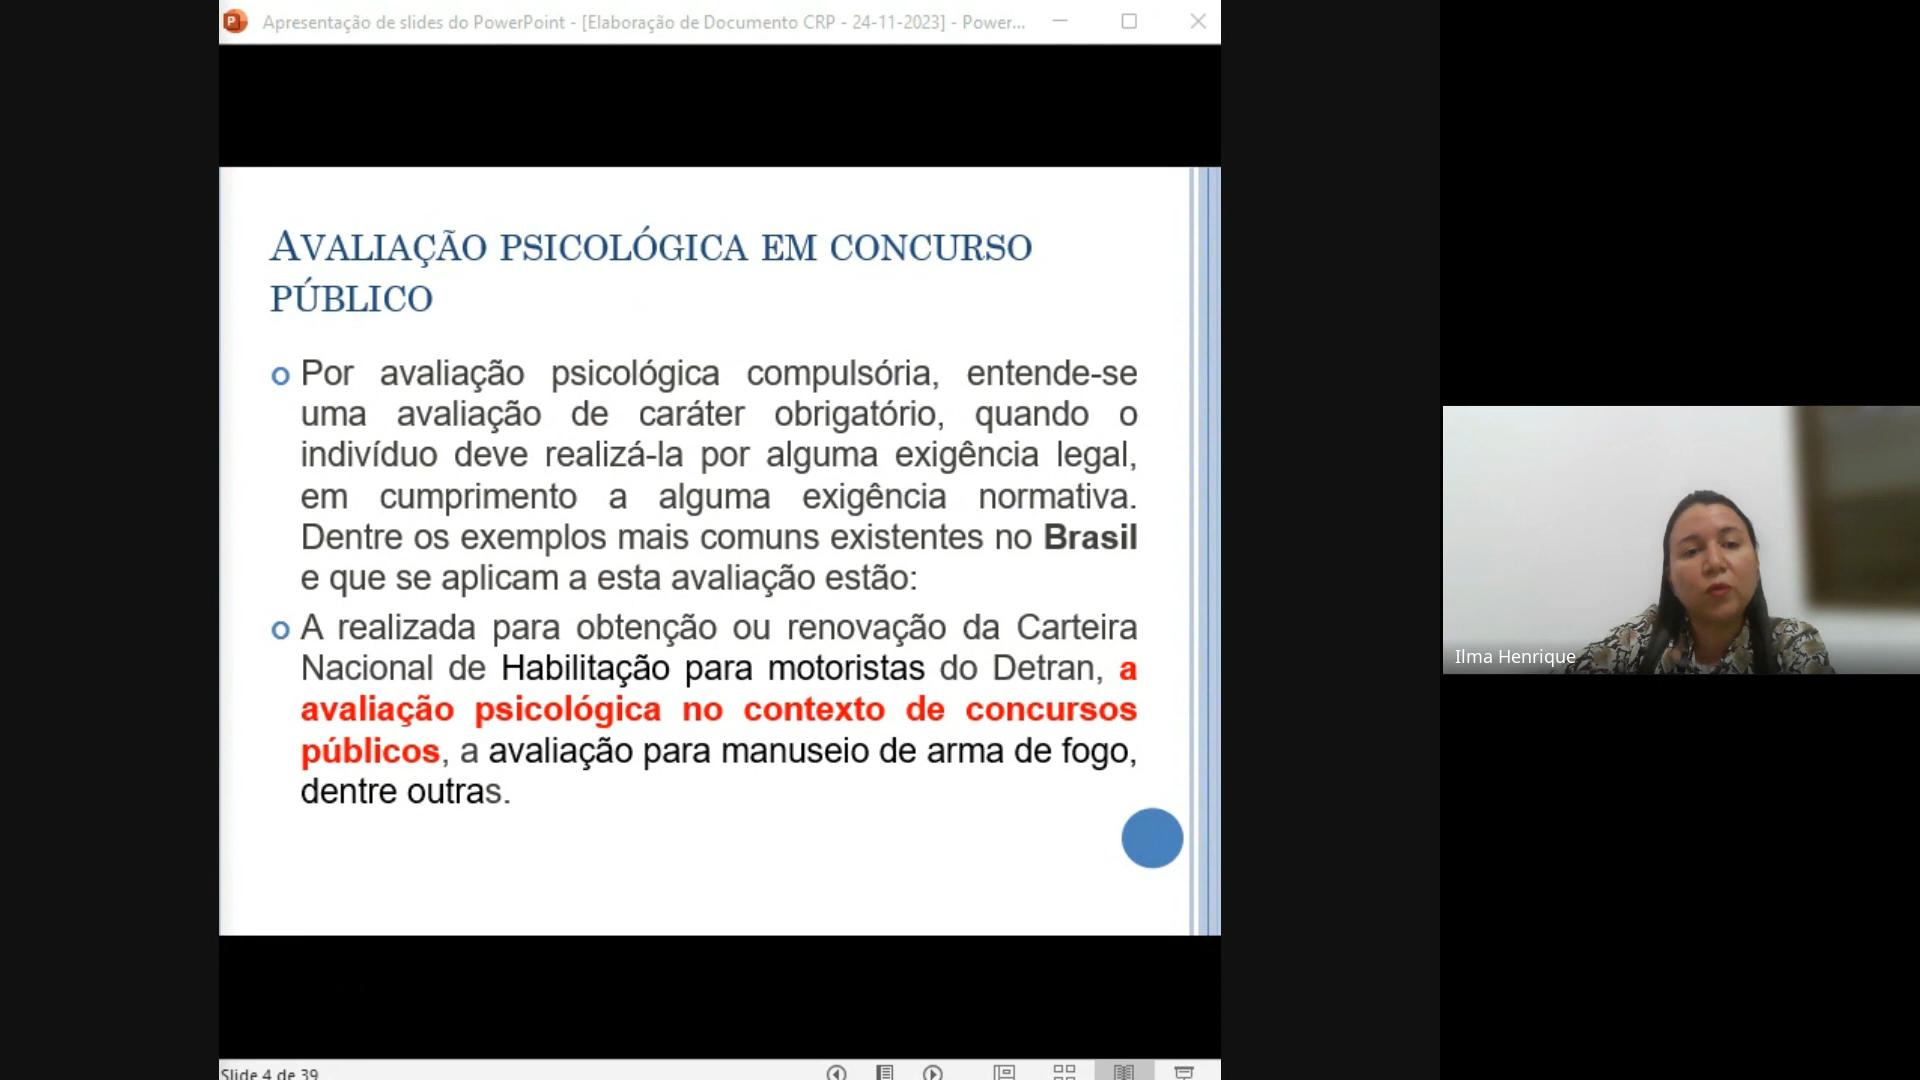 Apresentação de slides do PowerPoint - [Elaboração de Documento CRP - 24-11-2023] - Power...
AVALIAÇÃO PSICOLÓGICA EM CONCURSO
PÚBLICO
Por avaliação psicológica compulsória, entende-se
uma avaliação de caráter obrigatório, quando o
indivíduo deve realizá-la por alguma exigência legal,
em cumprimento a alguma exigência normativa.
Dentre os exemplos mais comuns existentes no Brasil
e que se aplicam a esta avaliação estão:
A realizada para obtenção ou renovação da Carteira
Nacional de Habilitação para motoristas do Detran, a
avaliação psicológica no contexto de concursos
públicos, a avaliação para manuseio de arma de fogo,
dentre outras.
Ilma Henrique
Slide 4 de 39